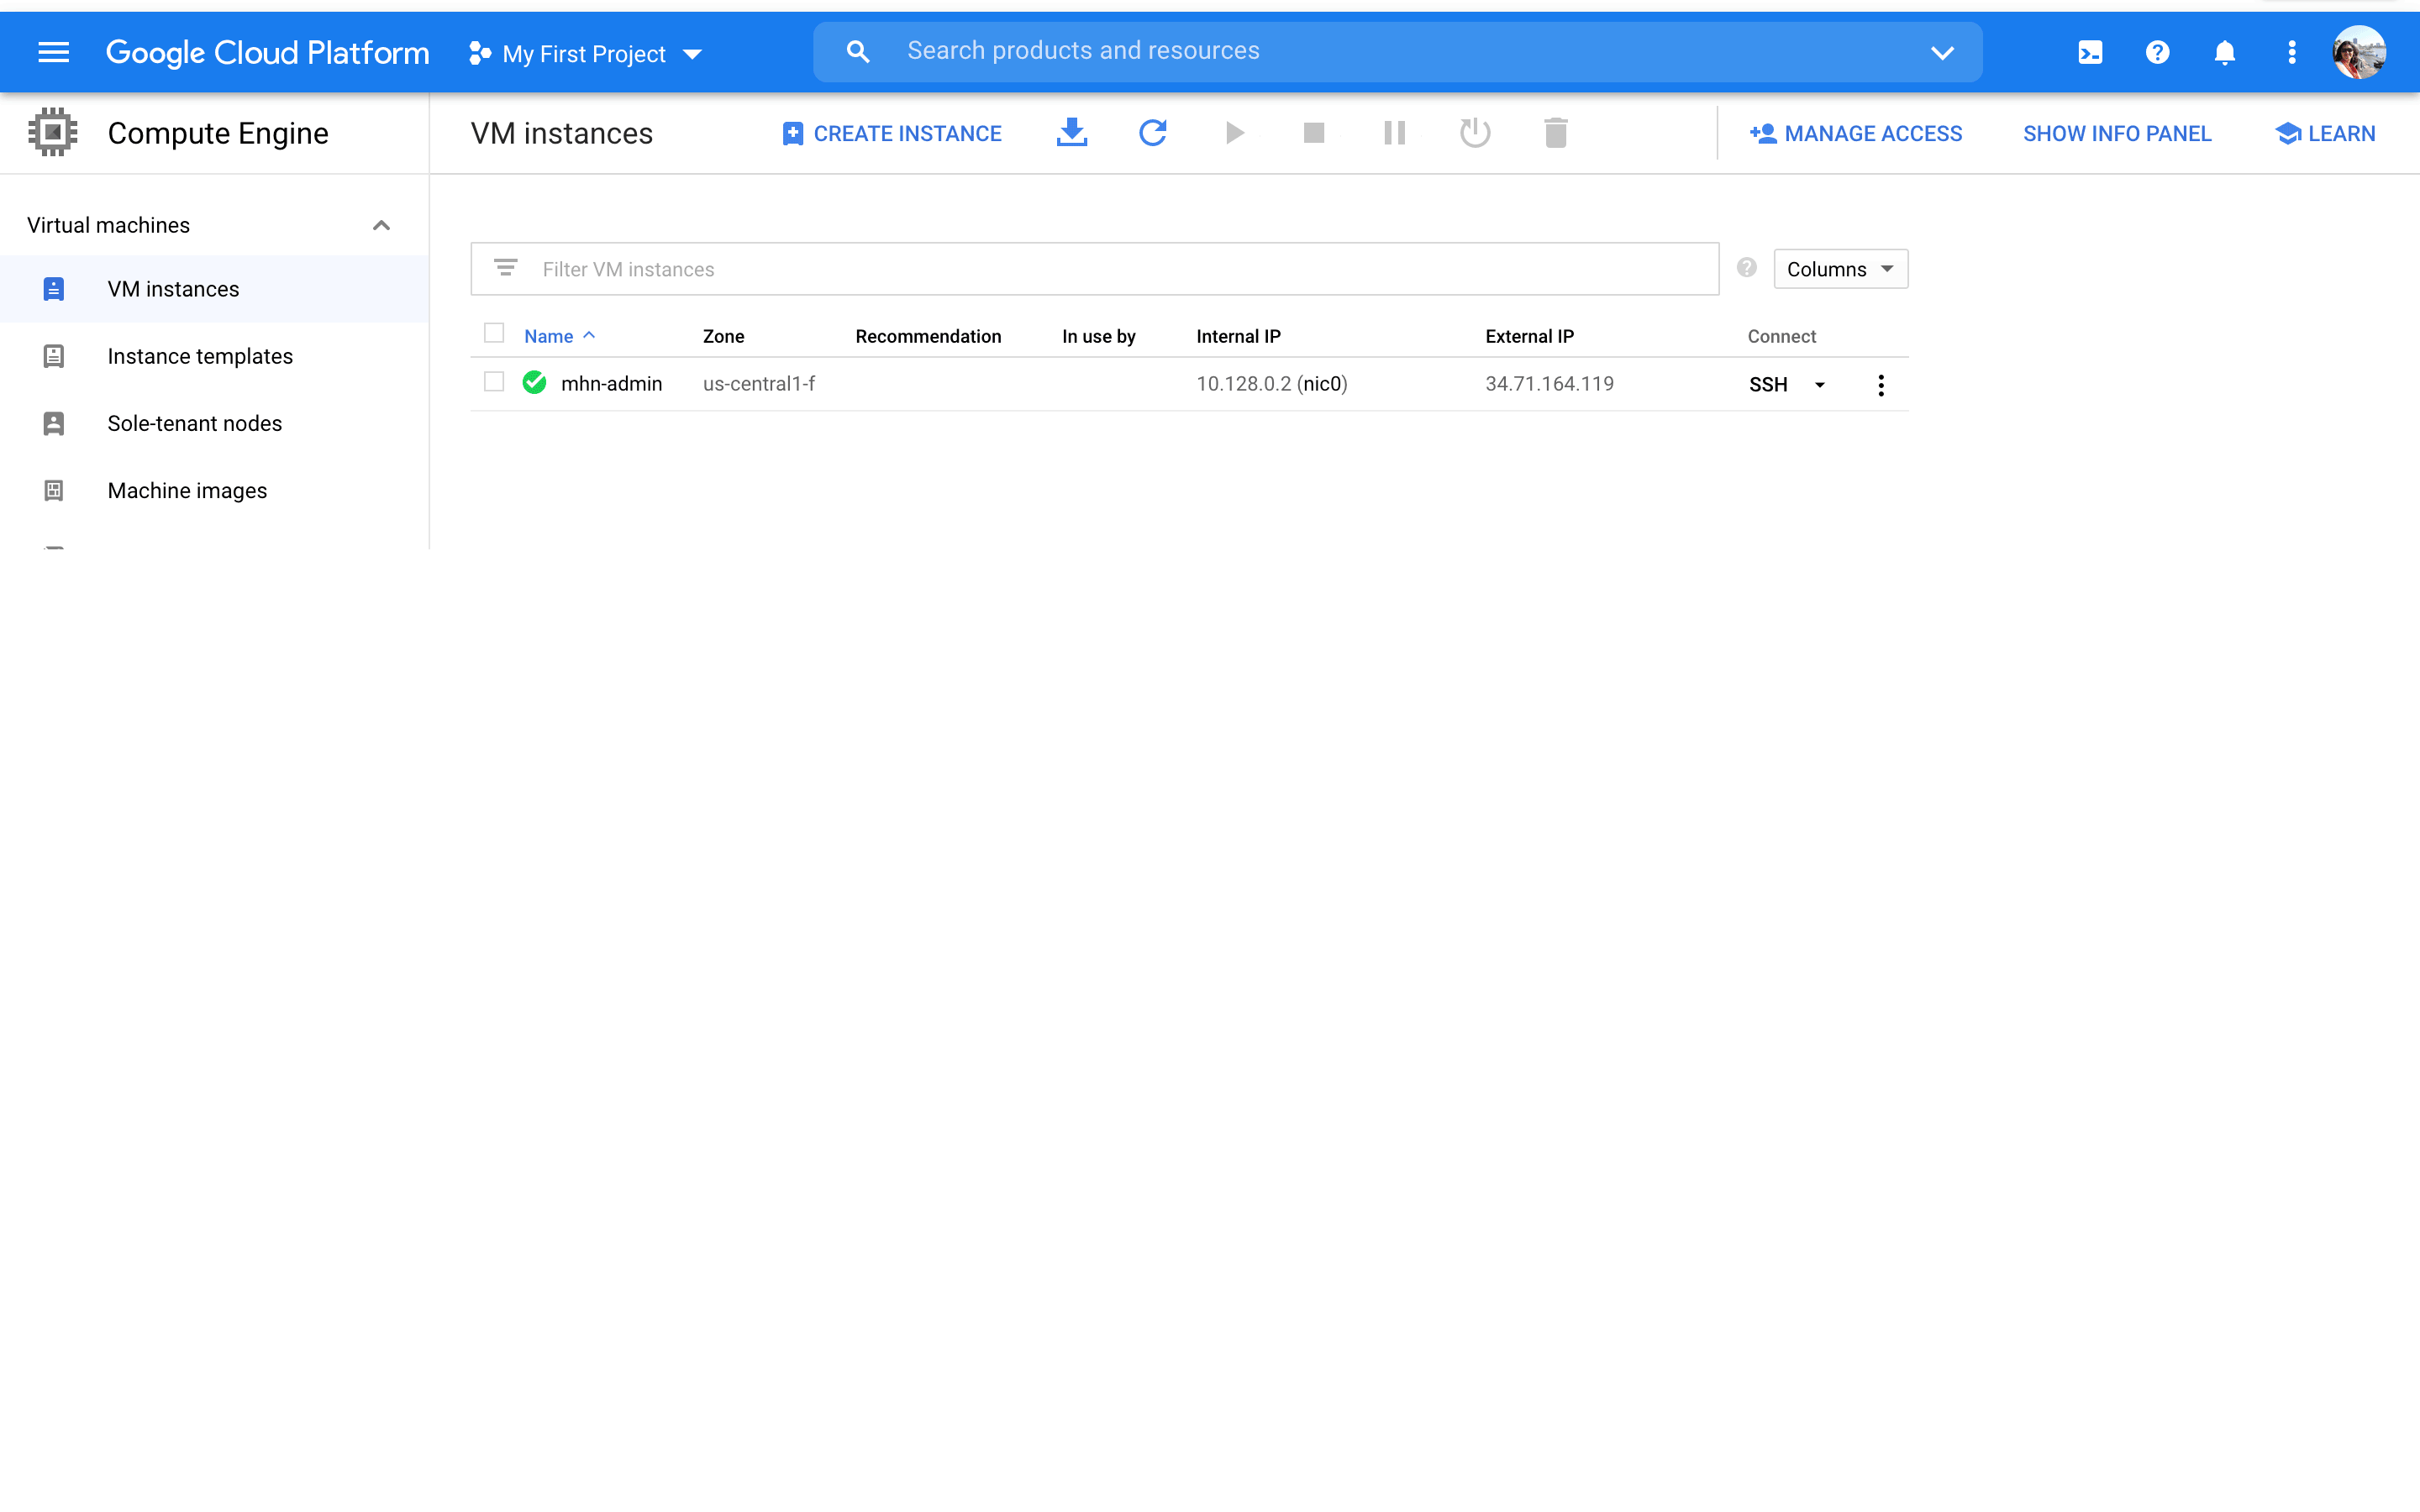 Google Cloud Platform
My First Project
Search products and resources
Compute Engine
VM instances
CREATE INSTANCE
MANAGE ACCESS
SHOW INFO PANEL
LEARN
Virtual machines
VM instances
Instance templates
Sole-tenant nodes
Machine images
Filter VM instances
Columns
Name Zone Recommendation In use by Internal IP External IP Connect
mhn-admin us-central1-f 10.128.0.2 (nic0) 34.71.164.119 SSH